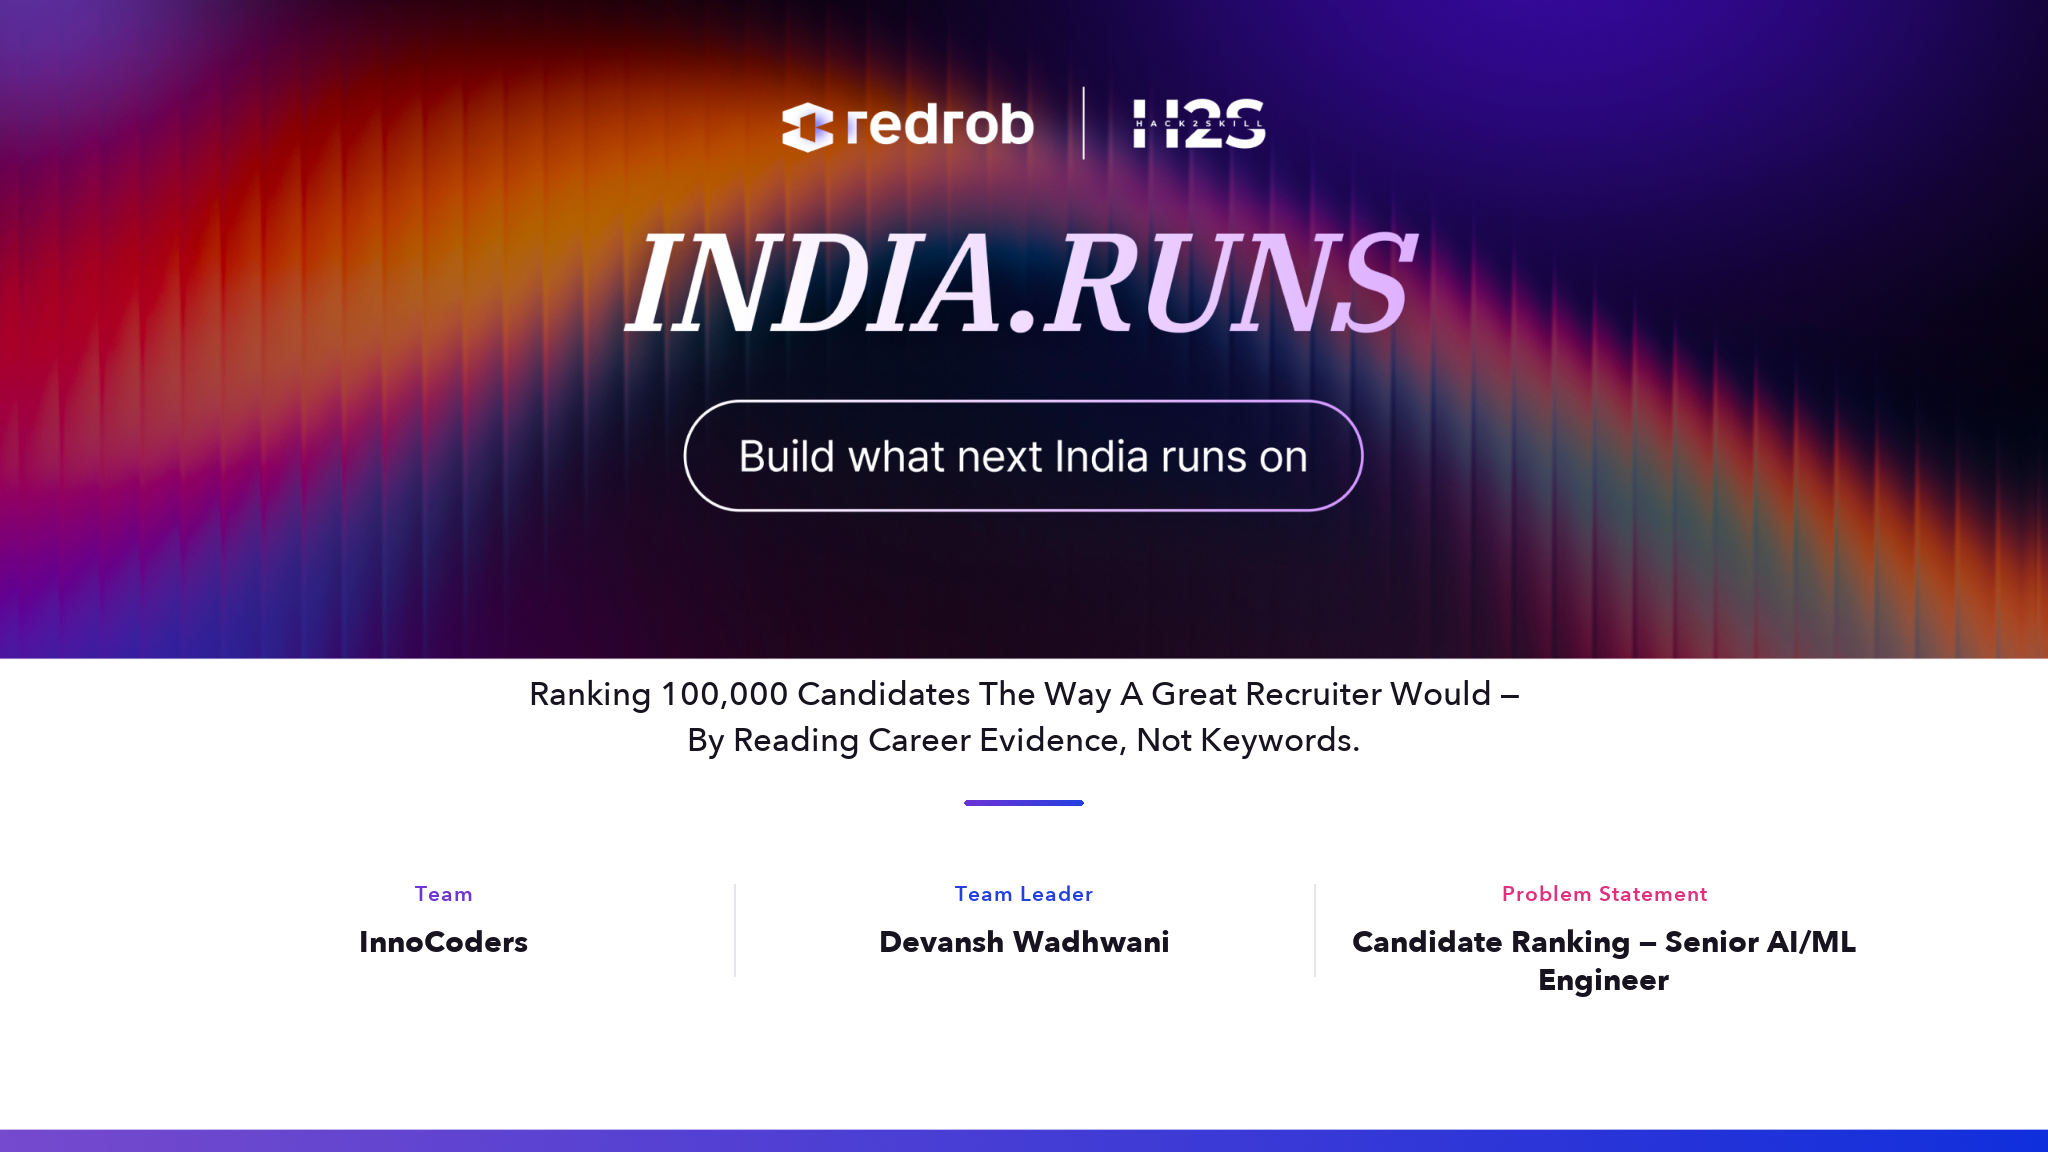 redrob
H2S
HACK2SKILL
INDIA.RUNS
Build what next India runs on
Ranking 100,000 Candidates The Way A Great Recruiter Would –
By Reading Career Evidence, Not Keywords.
Team
InnoCoders
Team Leader
Devansh Wadhwani
Problem Statement
Candidate Ranking – Senior AI/ML
Engineer